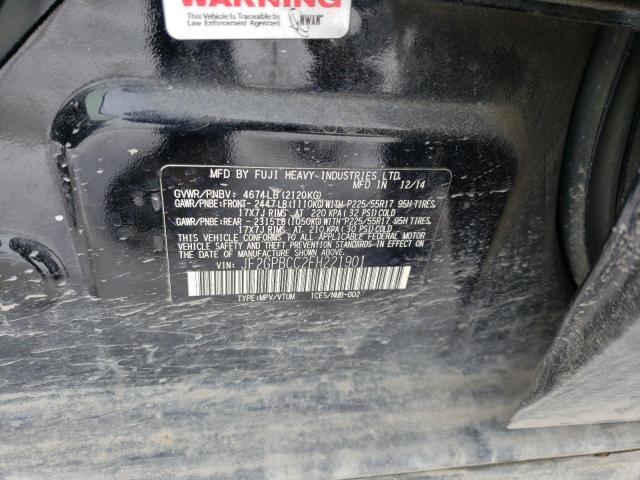 WARNING
This Vehicle is Traceable by
Law Enforcement Agencies
NWAN
MFD BY FUJI HEAVY-INDUSTRIES LTD.
MFD IN 12/14
GVWR/PNBV: 4674LB(2120KG)
GAWR/PNBE:FRONT- 2447LB(1110KG)WITH P225/55R17 95H TIRES.
17X7J RIMS AT 220 KPA(32 PSI)COLD
GAWR/PNBE:REAR -2315LB(1050KG)WITH P225/55R17 95H TIRES.
17X7J RIMS AT 210 KPA(30 PSI)COLD
THIS VEHICLE CONFORMS TO ALL APPLICABLE FEDERAL MOTOR
VEHICLE SAFETY AND THEFT PREVENTION STANDARDS IN EFFECT
ON THE DATE OF MANUFACTURE SHOWN ABOVE.
VIN: JF2GPBCC2FH221901
TYPE:MPV/VTUM ICES/NMB-002